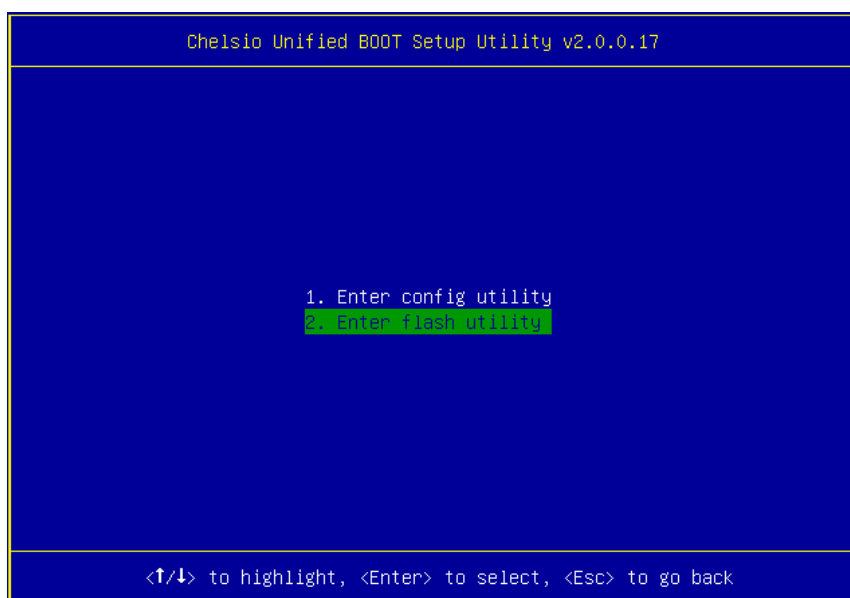 Chelsio Unified BOOT Setup Utility v2.0.0.17
1. Enter config utility
2. Enter flash utility
<↑/↓> to highlight, <Enter> to select, <Esc> to go back